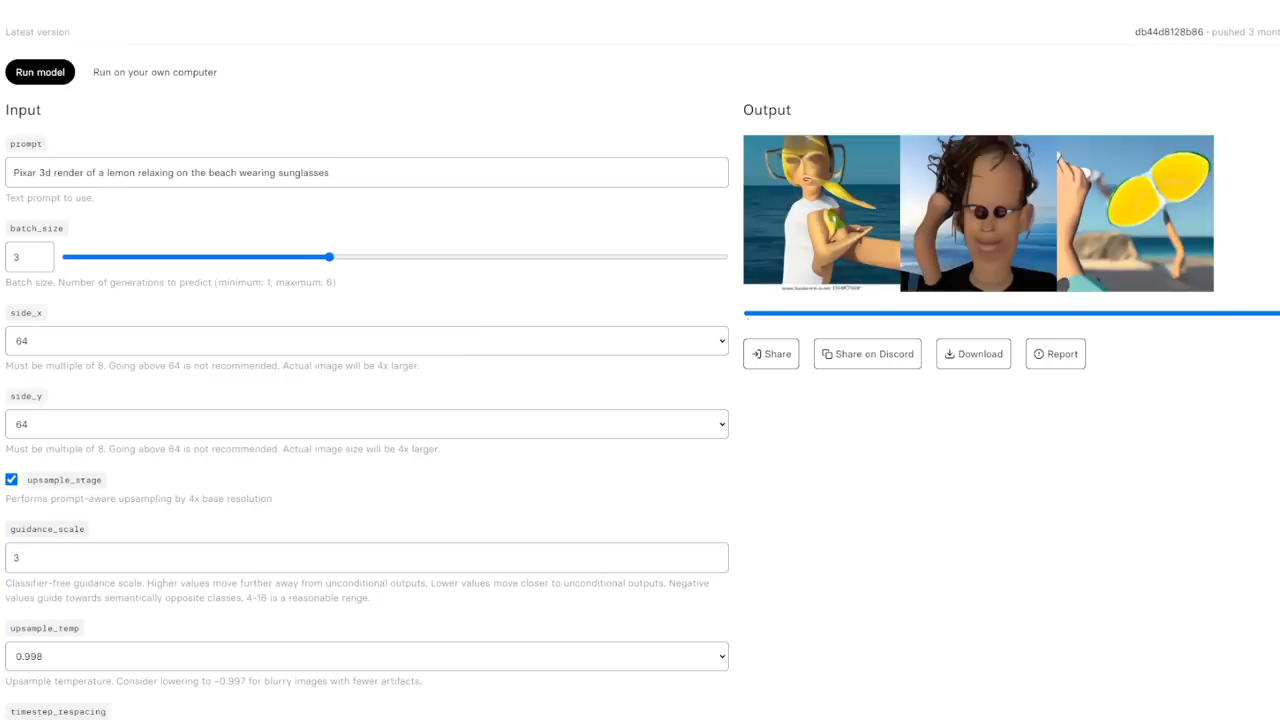 Latest version
db44d8128b86 · pushed 3 mont
Run model
Run on your own computer
Input
Output
prompt
Pixar 3d render of a lemon relaxing on the beach wearing sunglasses
Text prompt to use.
batch_size
3
Batch size. Number of generations to predict (minimum: 1; maximum: 6)
side_x
64
Must be multiple of 8. Going above 64 is not recommended. Actual image will be 4x larger.
side_y
64
Must be multiple of 8. Going above 64 is not recommended. Actual image size will be 4x larger.
upsample_stage
Performs prompt-aware upsampling by 4x base resolution
guidance_scale
3
Classifier-free guidance scale. Higher values move further away from unconditional outputs. Lower values move closer to unconditional outputs. Negative
values guide towards semantically opposite classes. 4-16 is a reasonable range.
upsample_temp
0.998
Upsample temperature. Consider lowering to ~0.997 for blurry images with fewer artifacts.
timestep_respacing
Share
Share on Discord
Download
Report